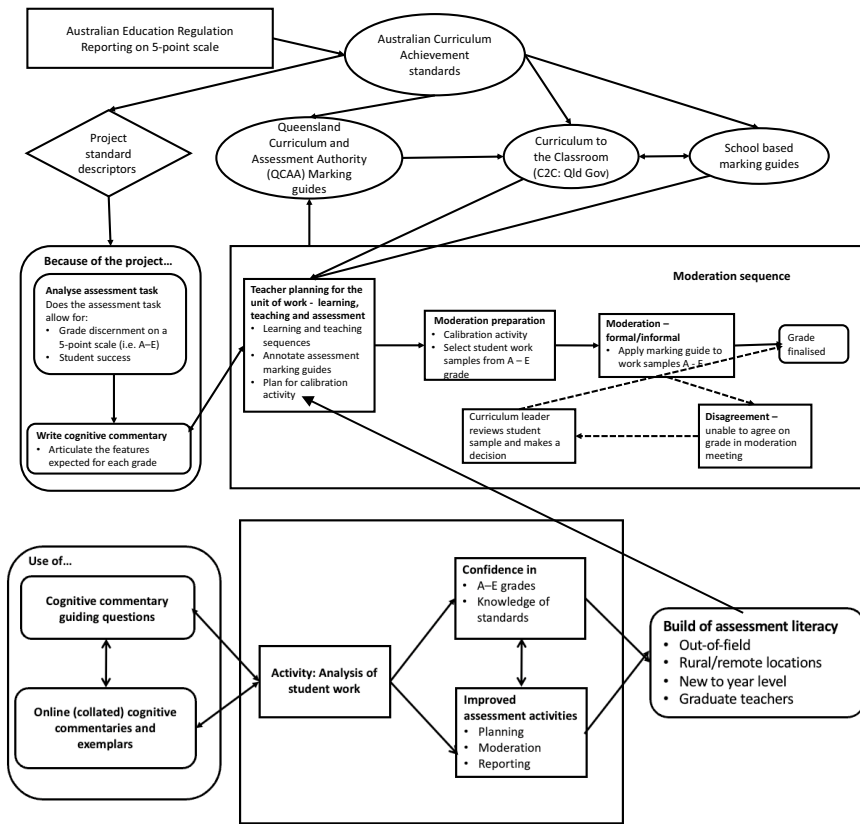 Australian Education Regulation
Reporting on 5-point scale
Australian Curriculum
Achievement
standards
Project
standard
descriptors
Queensland
Curriculum and
Assessment Authority
(QCAA) Marking
guides
Curriculum to
the Classroom
(C2C: Qld Gov)
School based
marking guides
Because of the project…
Analyse assessment task
Does the assessment task
allow for:
• Grade discernment on a
5-point scale (i.e. A–E)
• Student success
Write cognitive commentary
• Articulate the features
expected for each grade
Moderation sequence
Teacher planning for the
unit of work - learning,
teaching and assessment
• Learning and teaching
sequences
• Annotate assessment
marking guides
• Plan for calibration
activity
Moderation preparation
• Calibration activity
• Select student work
samples from A – E
grade
Moderation –
formal/informal
• Apply marking guide to
work samples A - E
Grade
finalised
Curriculum leader
reviews student
sample and makes a
decision
Disagreement –
unable to agree on
grade in moderation
meeting
Use of…
Cognitive commentary
guiding questions
Online (collated) cognitive
commentaries and
exemplars
Activity: Analysis of
student work
Confidence in
• A–E grades
• Knowledge of
standards
Improved
assessment activities
• Planning
• Moderation
• Reporting
Build of assessment literacy
• Out-of-field
• Rural/remote locations
• New to year level
• Graduate teachers